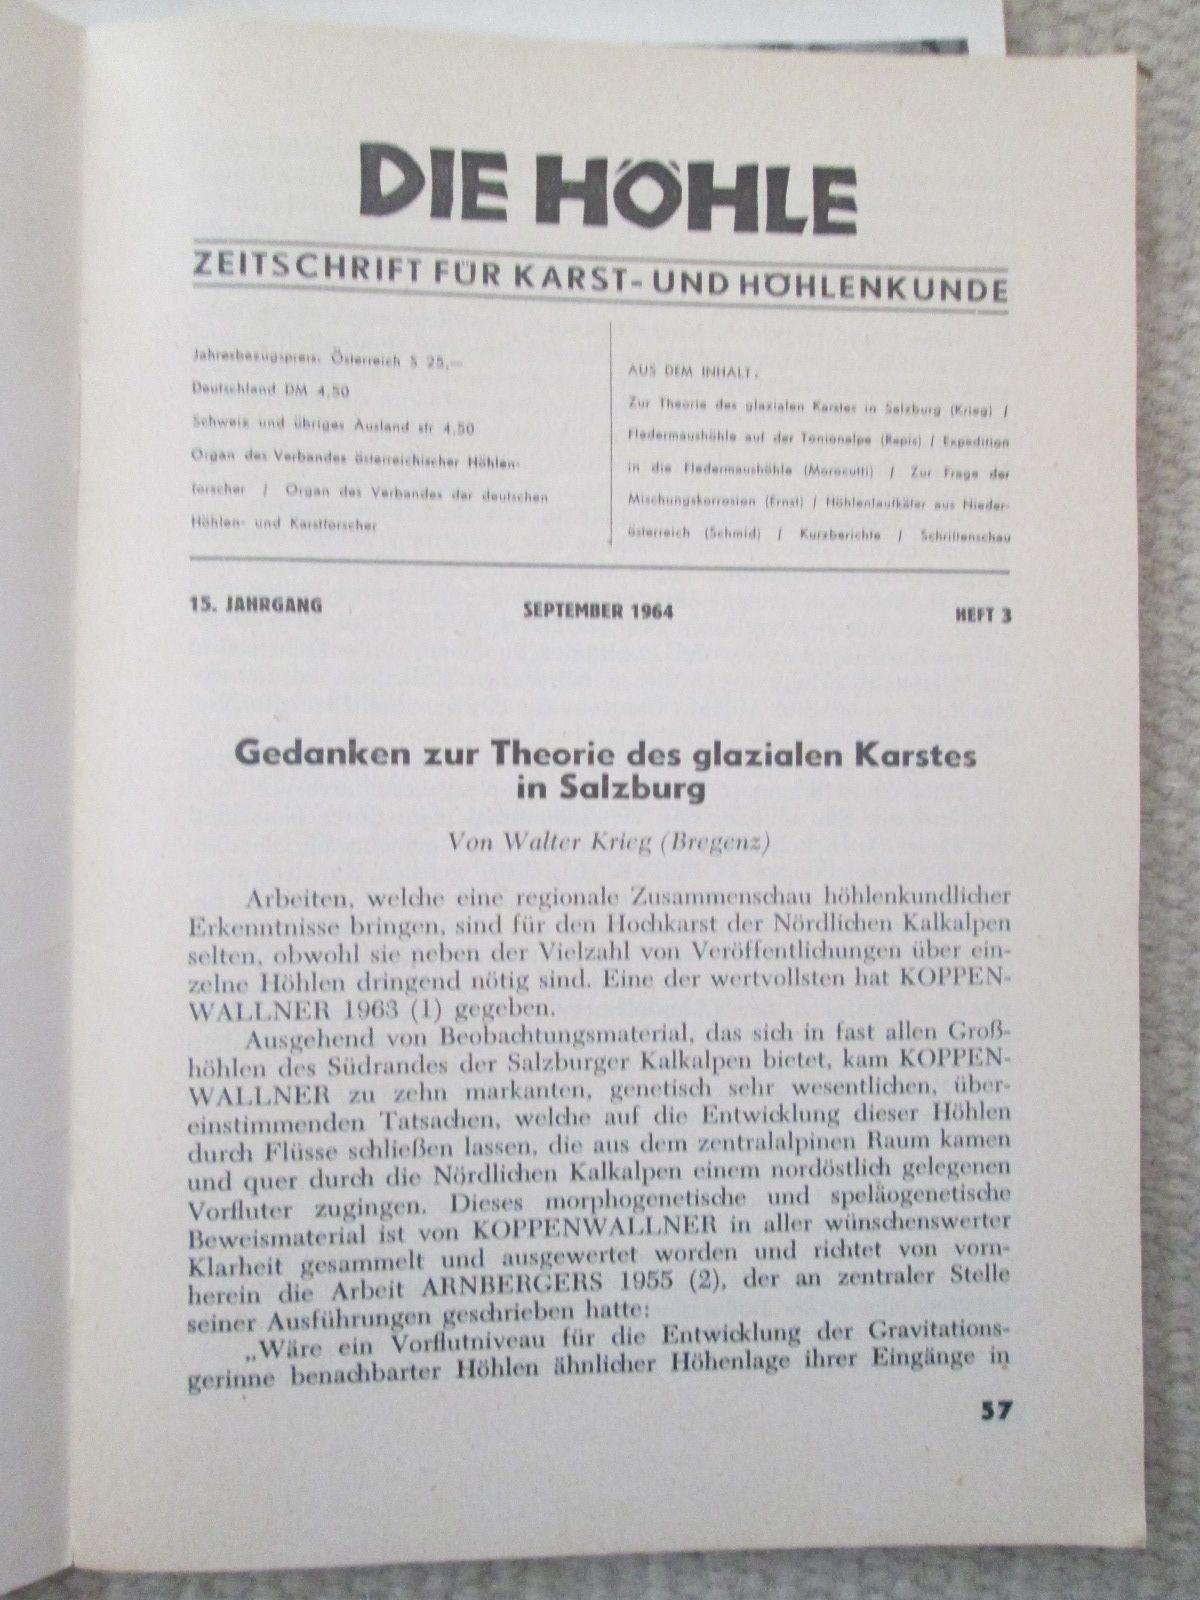 DIE HÖHLE
ZEITSCHRIFT FÜR KARST- UND HÖHLENKUNDE
Jahresbezugspreis: Österreich S 25,—
Deutschland DM 4,50
Schweiz und übriges Ausland sfr 4,50
Organ des Verbandes österreichischer Höhlen-
forscher / Organ des Verbandes der deutschen
Höhlen- und Karstforscher
AUS DEM INHALT:
Zur Theorie des glazialen Karstes in Salzburg (Krieg) /
Fledermaushöhle auf der Tonionalpe (Repis) / Expedition
in die Fledermaushöhle (Morocutti) / Zur Frage der
Mischungskorrosion (Ernst) / Höhlenlaufkäfer aus Nieder-
österreich (Schmid) / Kurzberichte / Schriftenschau
15. JAHRGANG
SEPTEMBER 1964
HEFT 3
Gedanken zur Theorie des glazialen Karstes
in Salzburg
Von Walter Krieg (Bregenz)
Arbeiten, welche eine regionale Zusammenschau höhlenkundlicher
Erkenntnisse bringen, sind für den Hochkarst der Nördlichen Kalkalpen
selten, obwohl sie neben der Vielzahl von Veröffentlichungen über ein-
zelne Höhlen dringend nötig sind. Eine der wertvollsten hat KOPPEN-
WALLNER 1963 (1) gegeben.
Ausgehend von Beobachtungsmaterial, das sich in fast allen Groß-
höhlen des Südrandes der Salzburger Kalkalpen bietet, kam KOPPEN-
WALLNER zu zehn markanten, genetisch sehr wesentlichen, über-
einstimmenden Tatsachen, welche auf die Entwicklung dieser Höhlen
durch Flüsse schließen lassen, die aus dem zentralalpinen Raum kamen
und quer durch die Nördlichen Kalkalpen einem nordöstlich gelegenen
Vorfluter zugingen. Dieses morphogenetische und speläogenetische
Beweismaterial ist von KOPPENWALLNER in aller wünschenswerter
Klarheit gesammelt und ausgewertet worden und richtet von vorn-
herein die Arbeit ARNBERGERS 1955 (2), der an zentraler Stelle
seiner Ausführungen geschrieben hatte:
„Wäre ein Vorflutniveau für die Entwicklung der Gravitations-
gerinne benachbarter Höhlen ähnlicher Höhenlage ihrer Eingänge in
57